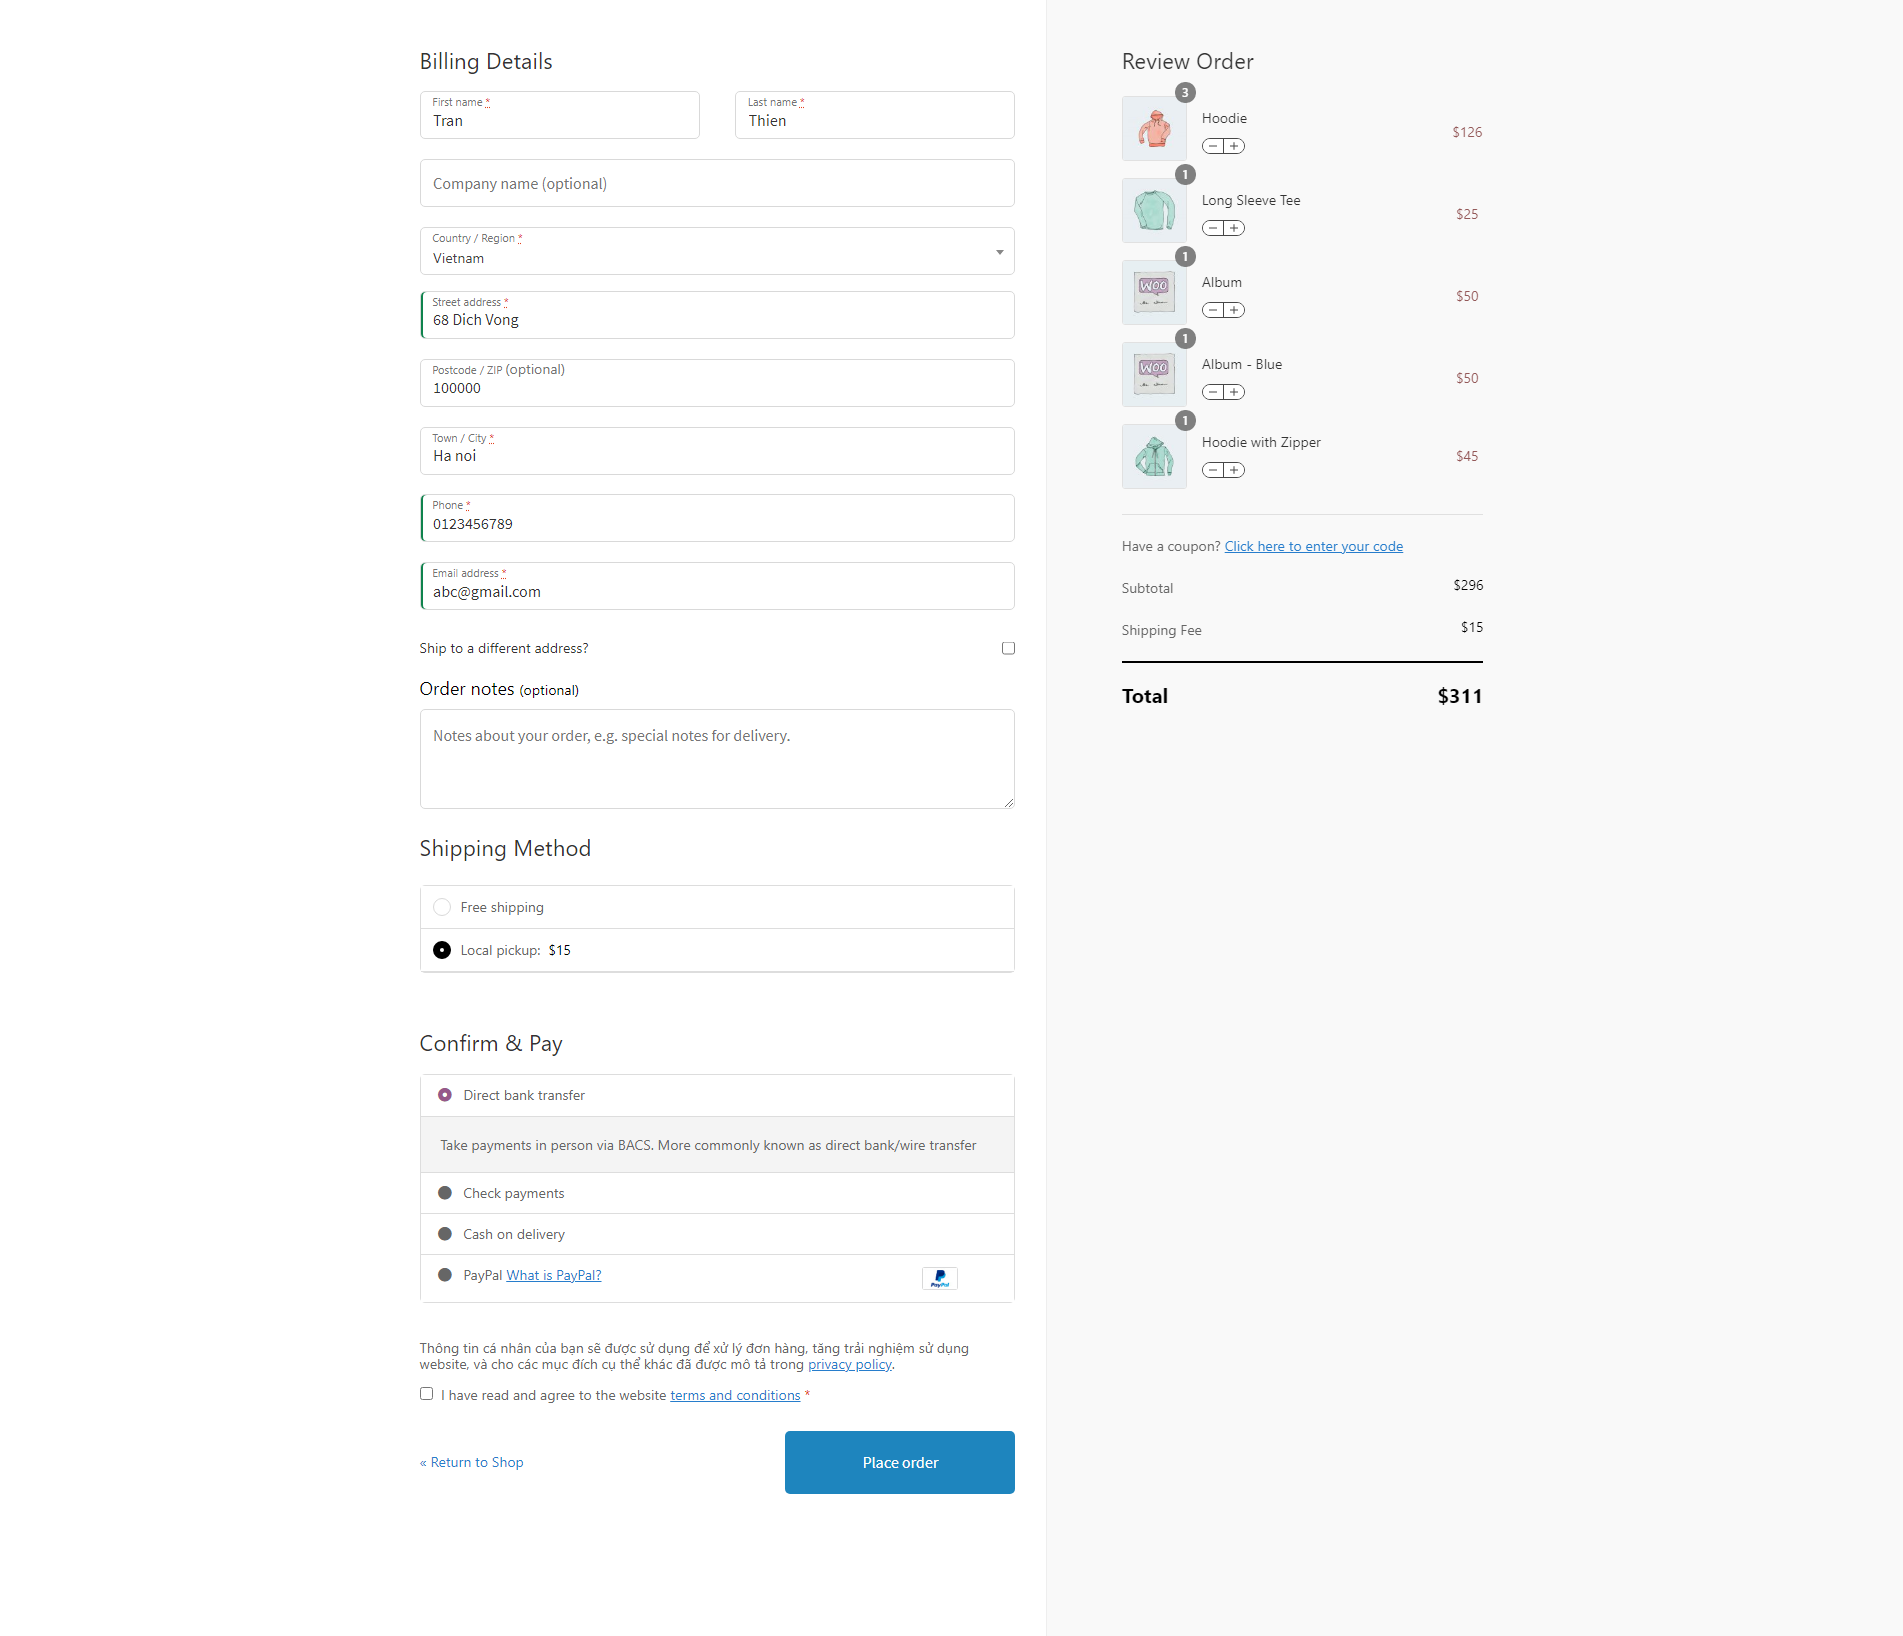 Billing Details
First name *
Tran
Last name *
Thien
Company name (optional)
Country / Region *
Vietnam
Street address *
68 Dich Vong
Postcode / ZIP (optional)
100000
Town / City *
Ha noi
Phone *
0123456789
Email address *
abc@gmail.com
Ship to a different address?
Order notes (optional)
Notes about your order, e.g. special notes for delivery.
Shipping Method
Free shipping
Local pickup: $15
Confirm & Pay
Direct bank transfer
Take payments in person via BACS. More commonly known as direct bank/wire transfer
Check payments
Cash on delivery
PayPal What is PayPal?
PayPal
Thông tin cá nhân của bạn sẽ được sử dụng để xử lý đơn hàng, tăng trải nghiệm sử dụng
website, và cho các mục đích cụ thể khác đã được mô tả trong privacy policy.
I have read and agree to the website terms and conditions *
« Return to Shop
Place order
Review Order
3
Hoodie
$126
1
Long Sleeve Tee
$25
1
WOO
Album
$50
1
WOO
Album - Blue
$50
1
Hoodie with Zipper
$45
Have a coupon? Click here to enter your code
Subtotal $296
Shipping Fee $15
Total $311